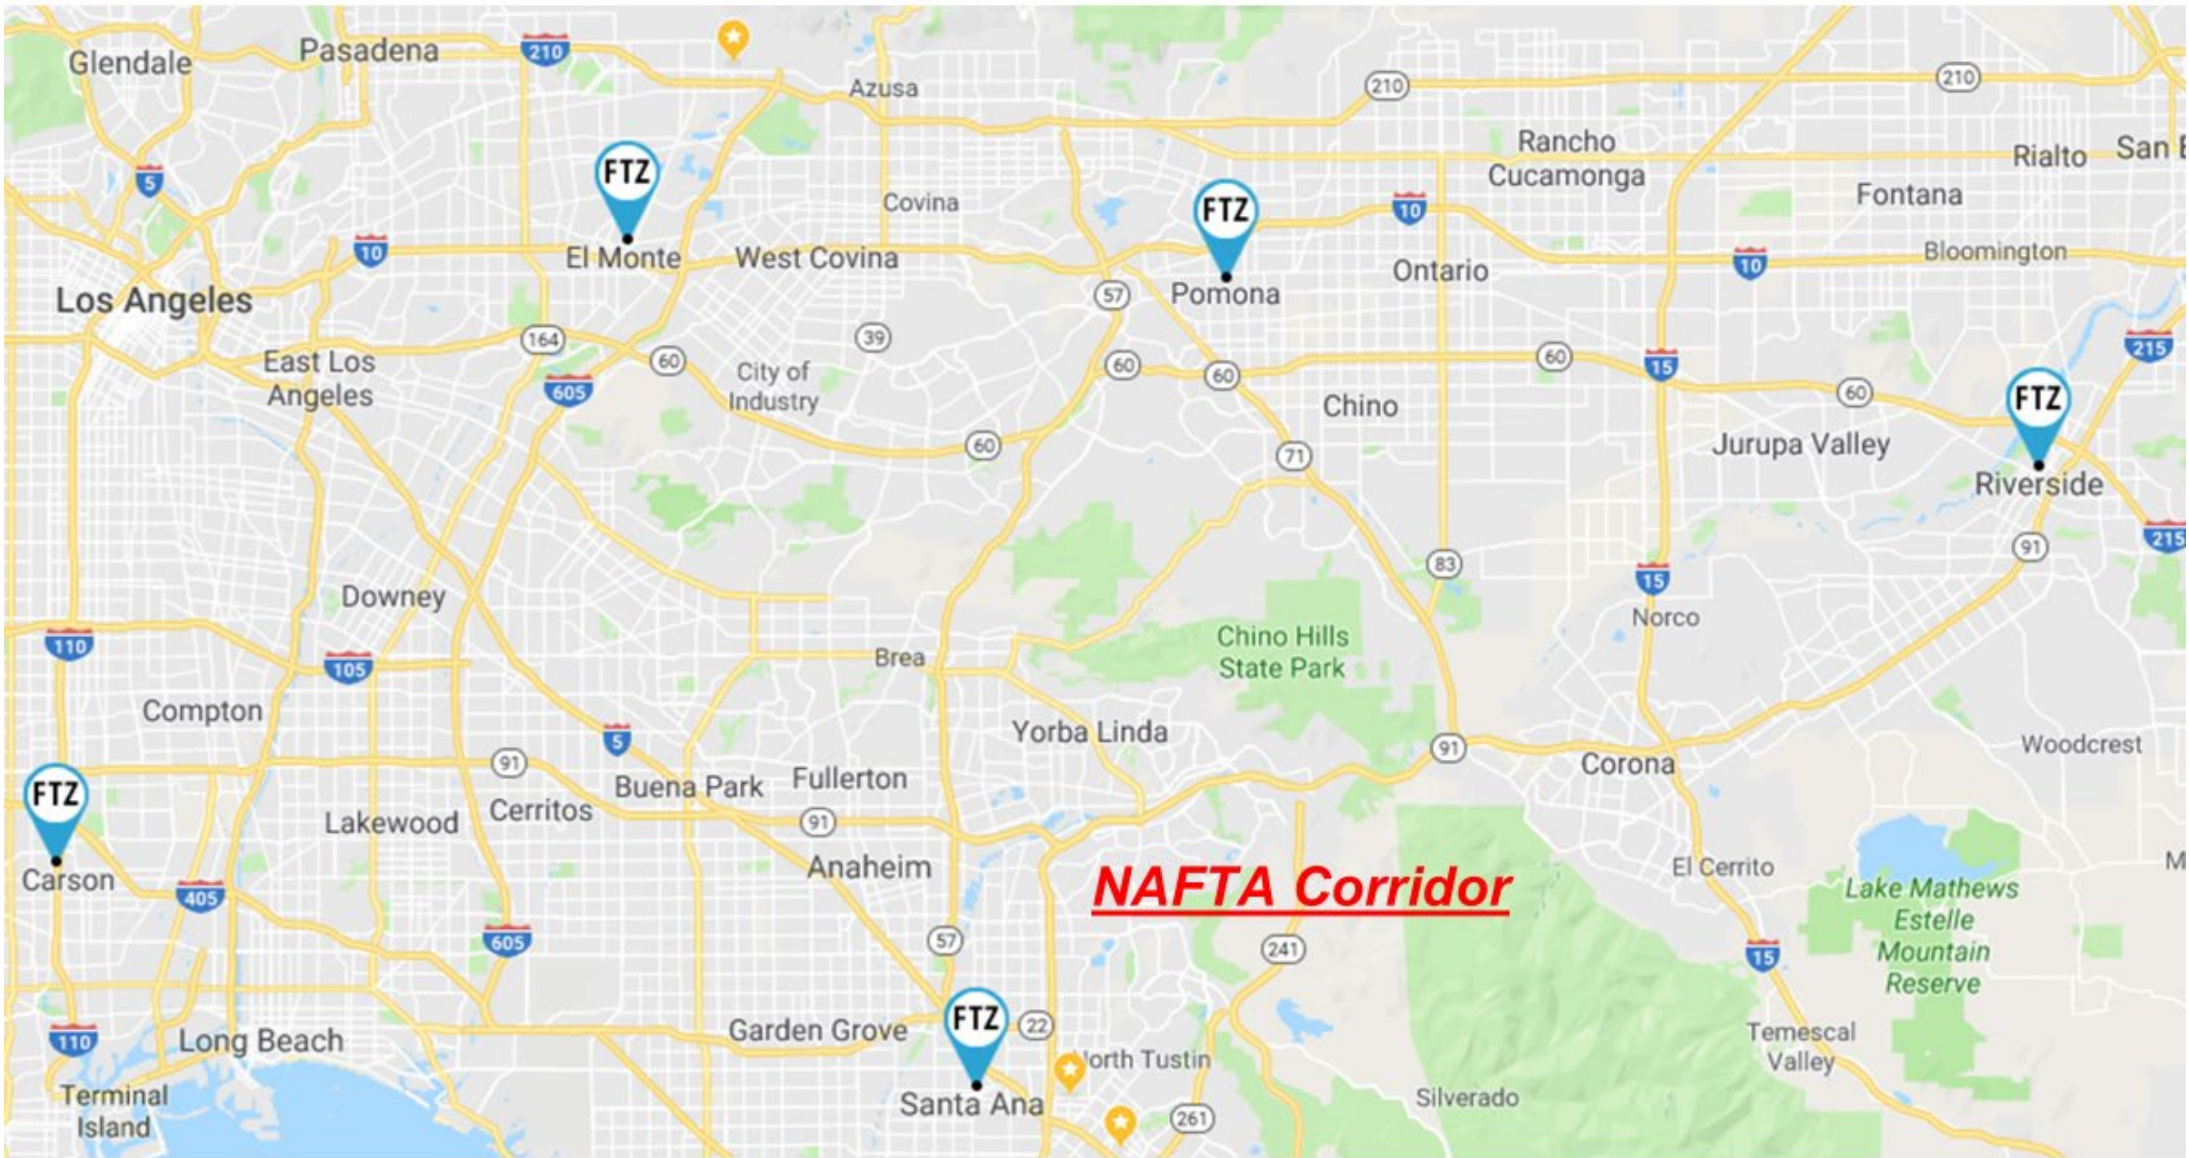 Glendale
Pasadena
210
Azusa
210
210
5
FTZ
Rancho
Cucamonga
Rialto
San B
Covina
FTZ
10
Fontana
10
El Monte
West Covina
Ontario
10
Bloomington
Los Angeles
57
Pomona
164
39
60
East Los
Angeles
605
City of
Industry
60
60
60
15
215
60
FTZ
Chino
60
71
Jurupa Valley
Riverside
91
215
83
15
Norco
Downey
110
105
Brea
Chino Hills
State Park
Compton
5
Yorba Linda
91
Woodcrest
91
Corona
FTZ
Buena Park
Fullerton
Lakewood
Cerritos
91
Anaheim
El Cerrito
M
Carson
405
NAFTA Corridor
Lake Mathews
Estelle
Mountain
Reserve
605
57
241
15
110
Long Beach
Garden Grove
FTZ
22
North Tustin
Temescal
Valley
Terminal
Island
Santa Ana
261
Silverado